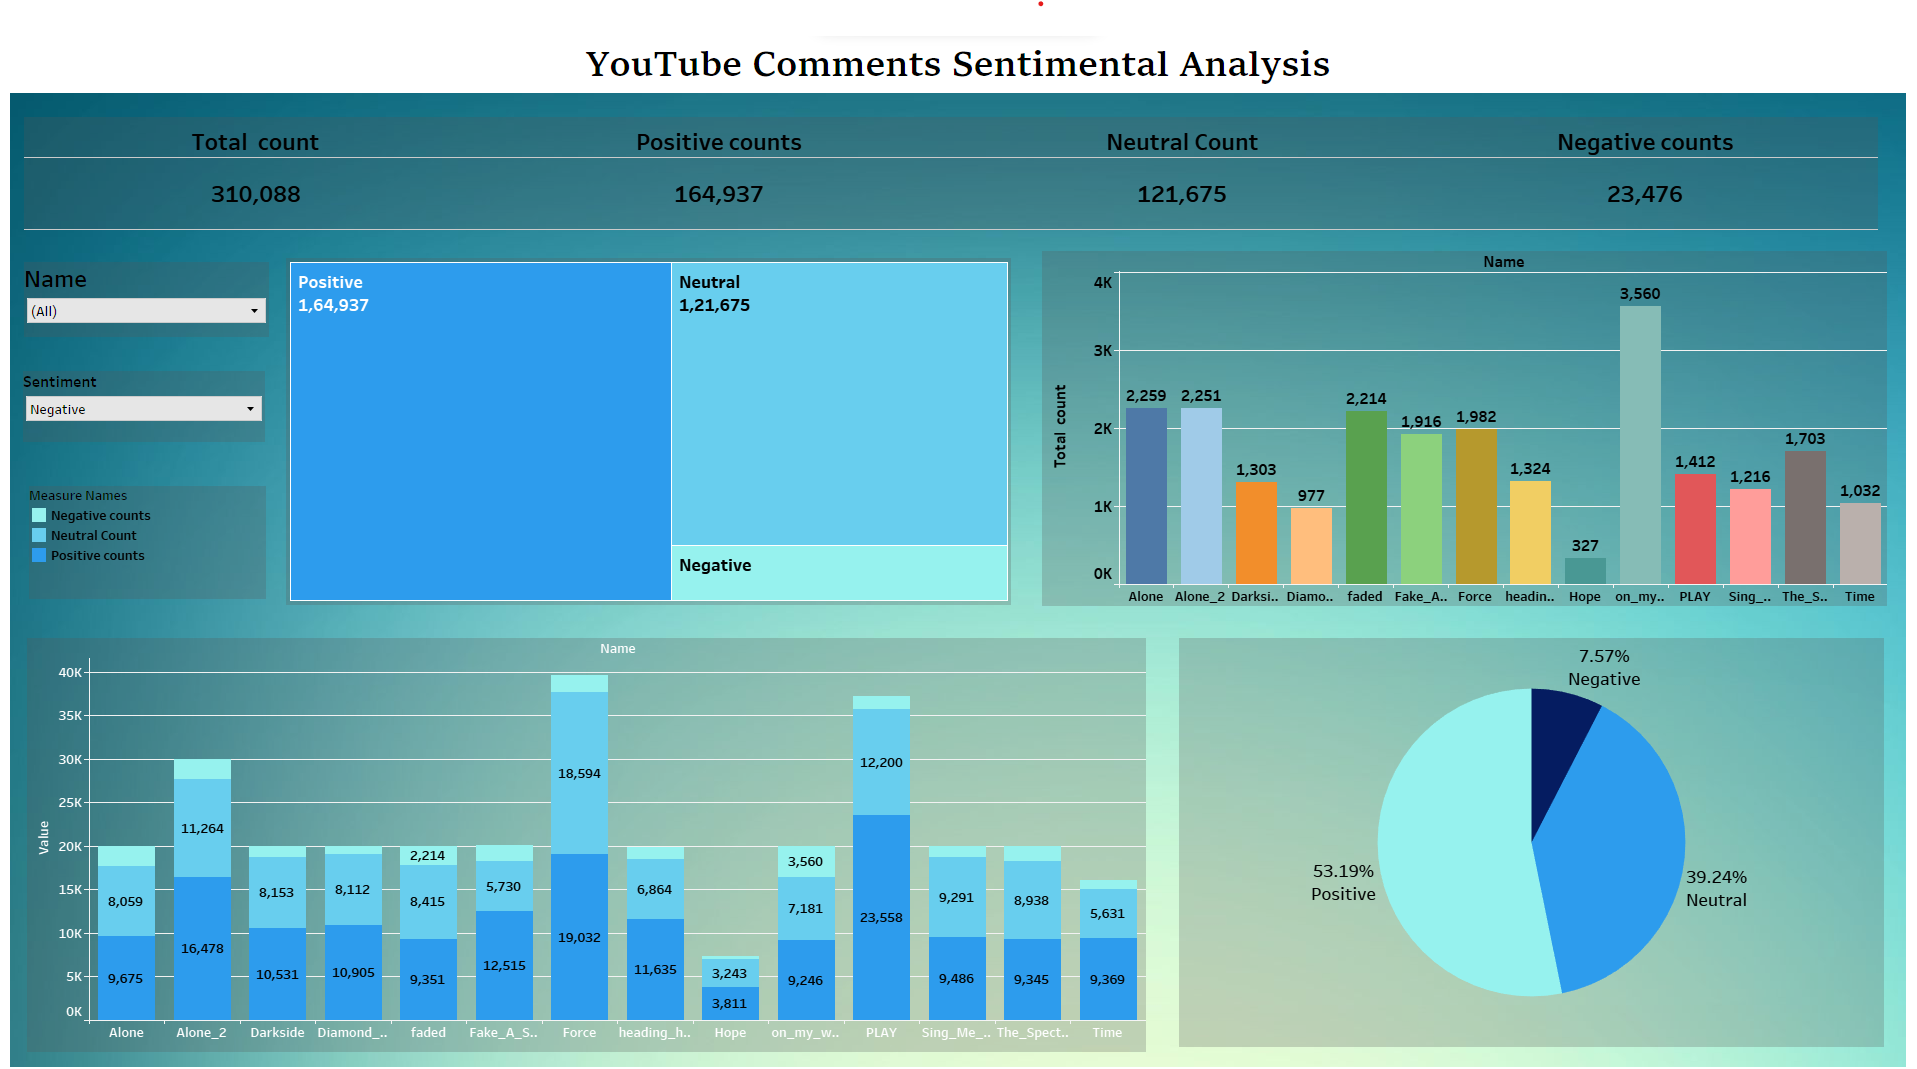 YouTube Comments Sentimental Analysis
Total  count
Positive counts
Neutral Count
Negative counts
310,088
164,937
121,675
23,476
Name
(All)
Sentiment
Negative
Measure Names
Negative counts
Neutral Count
Positive counts
Positive
1,64,937
Neutral
1,21,675
Negative
Name
Total  count
4K
3K
2K
1K
0K
2,259
2,251
1,303
977
2,214
1,916
1,982
1,324
327
3,560
1,412
1,216
1,703
1,032
Alone
Alone_2
Darksi..
Diamo..
faded
Fake_A..
Force
headin..
Hope
on_my..
PLAY
Sing_..
The_S..
Time
Name
Value
40K
35K
30K
25K
20K
15K
10K
5K
0K
8,059
9,675
11,264
16,478
8,153
10,531
8,112
10,905
2,214
8,415
9,351
5,730
12,515
18,594
19,032
6,864
11,635
3,243
3,811
3,560
7,181
9,246
12,200
23,558
9,291
9,486
8,938
9,345
5,631
9,369
Alone
Alone_2
Darkside
Diamond_..
faded
Fake_A_S..
Force
heading_h..
Hope
on_my_w..
PLAY
Sing_Me_..
The_Spect..
Time
7.57%
Negative
53.19%
Positive
39.24%
Neutral